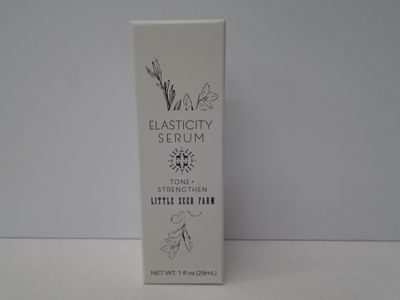 ELASTICITY
SERUM
TONE+
STRENGTHEN
LITTLE SEED FARM
NET WT. 1 fl oz (29mL)